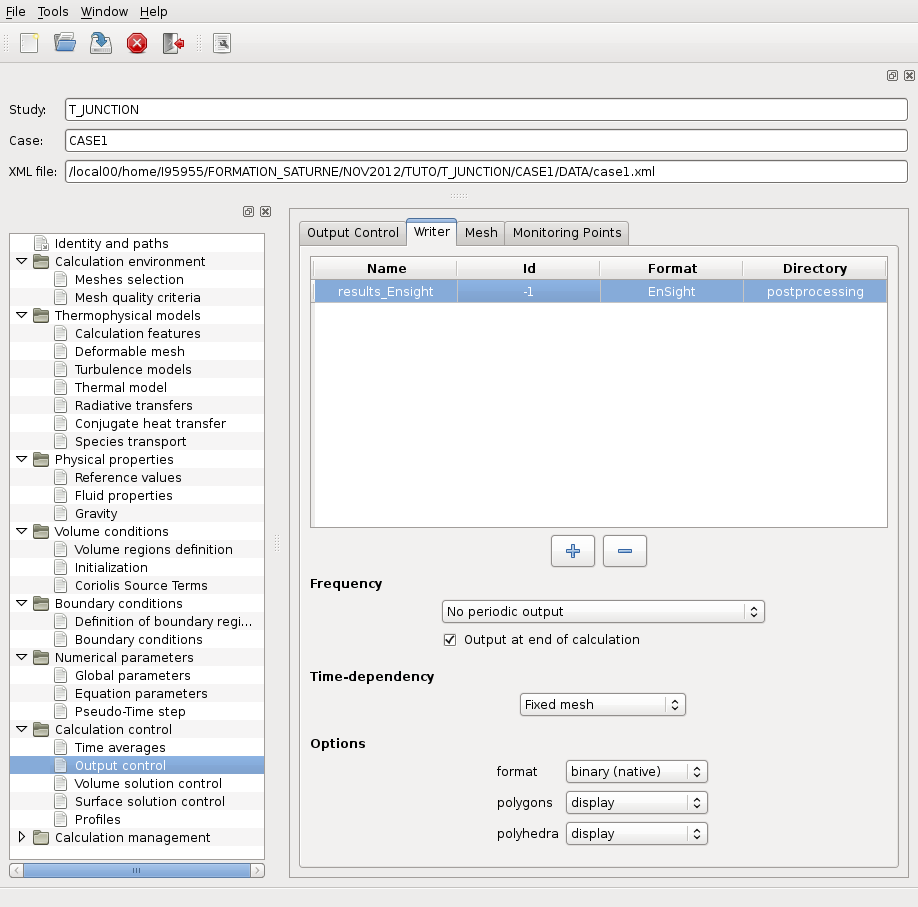 File Tools Window Help
Study: T_JUNCTION
Case: CASE1
XML file: /local00/home/I95955/FORMATION_SATURNE/NOV2012/TUTO/T_JUNCTION/CASE1/DATA/case1.xml
Identity and paths
Calculation environment
Meshes selection
Mesh quality criteria
Thermophysical models
Calculation features
Deformable mesh
Turbulence models
Thermal model
Radiative transfers
Conjugate heat transfer
Species transport
Physical properties
Reference values
Fluid properties
Gravity
Volume conditions
Volume regions definition
Initialization
Coriolis Source Terms
Boundary conditions
Definition of boundary regi...
Boundary conditions
Numerical parameters
Global parameters
Equation parameters
Pseudo-Time step
Calculation control
Time averages
Output control
Volume solution control
Surface solution control
Profiles
Calculation management
Output Control Writer Mesh Monitoring Points
Name Id Format Directory
results_Ensight -1 EnSight postprocessing
Frequency
No periodic output
Output at end of calculation
Time-dependency
Fixed mesh
Options
format binary (native)
polygons display
polyhedra display